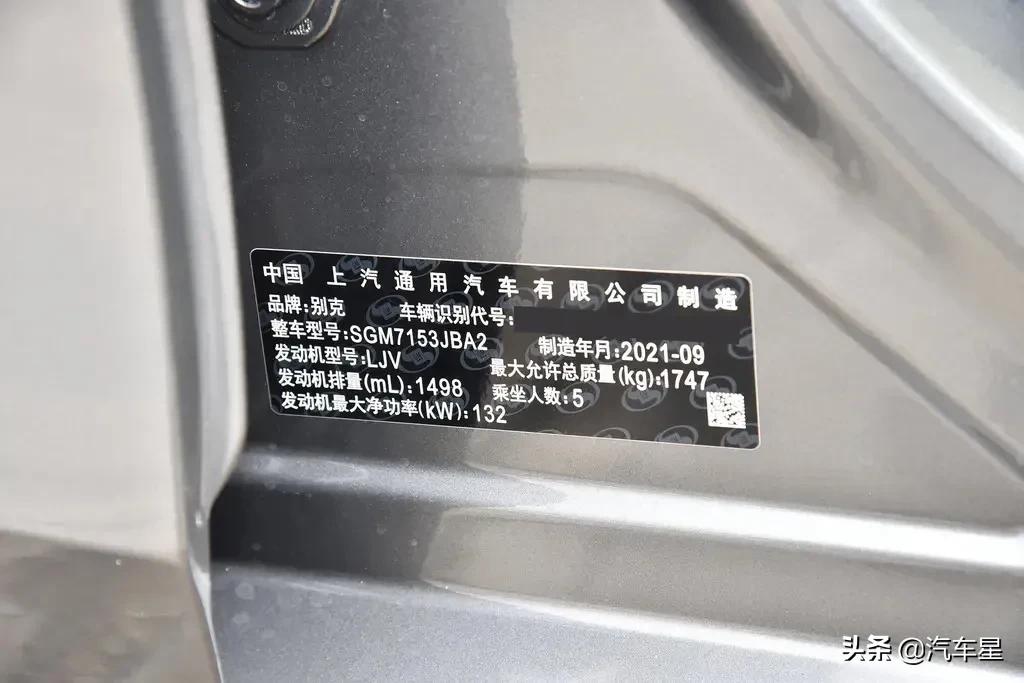 中国 上汽通用汽车有限公司制造
品牌:别克 车辆识别代号:
整车型号:SGM7153JBA2 制造年月:2021-09
发动机型号:LJV 最大允许总质量(kg):1747
发动机排量(mL):1498 乘坐人数:5
发动机最大净功率(kW):132
头条 @汽车星